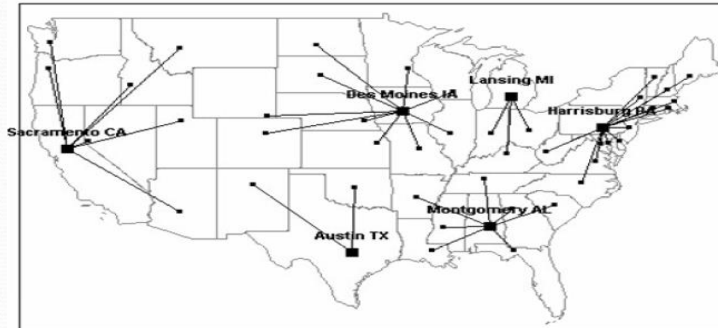 Lansing MI
Des Moines IA
Harrisburg PA
Sacramento CA
Montgomery AL
Austin TX